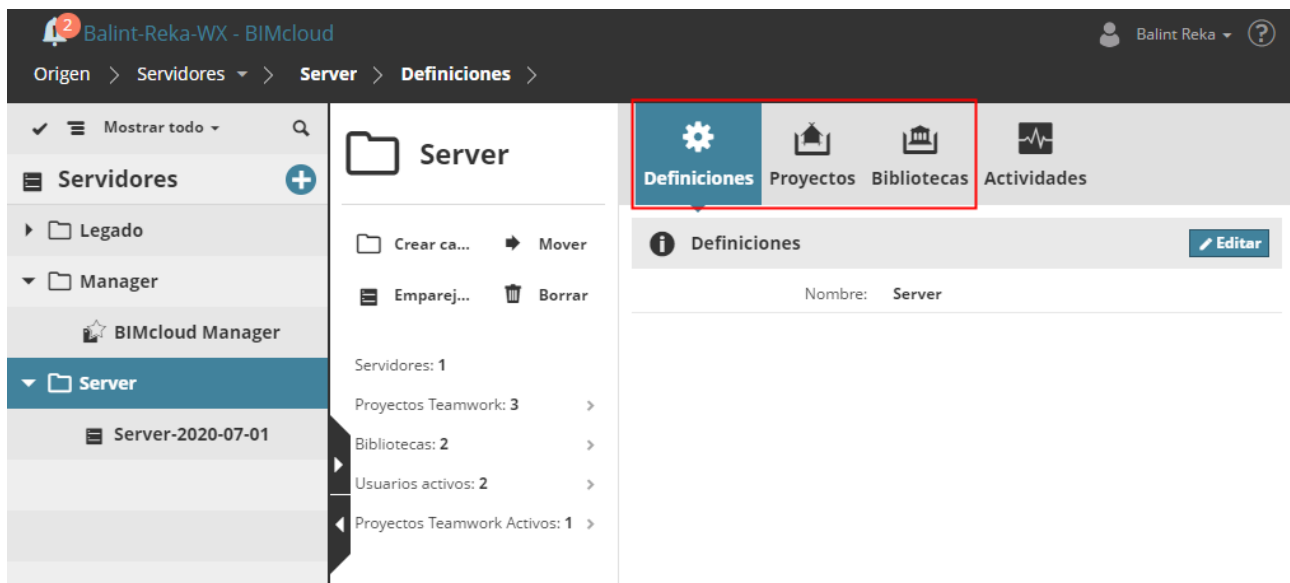 2
Balint-Reka-WX - BIMcloud
Balint Reka
?
Origen > Servidores > Server > Definiciones >
Mostrar todo
Servidores
Legado
Manager
BIMcloud Manager
Server
Server-2020-07-01
Server
Crear ca...
Mover
Emparej...
Borrar
Servidores: 1
Proyectos Teamwork: 3 >
Bibliotecas: 2 >
Usuarios activos: 2 >
Proyectos Teamwork Activos: 1 >
Definiciones Proyectos Bibliotecas Actividades
Definiciones
Editar
Nombre: Server